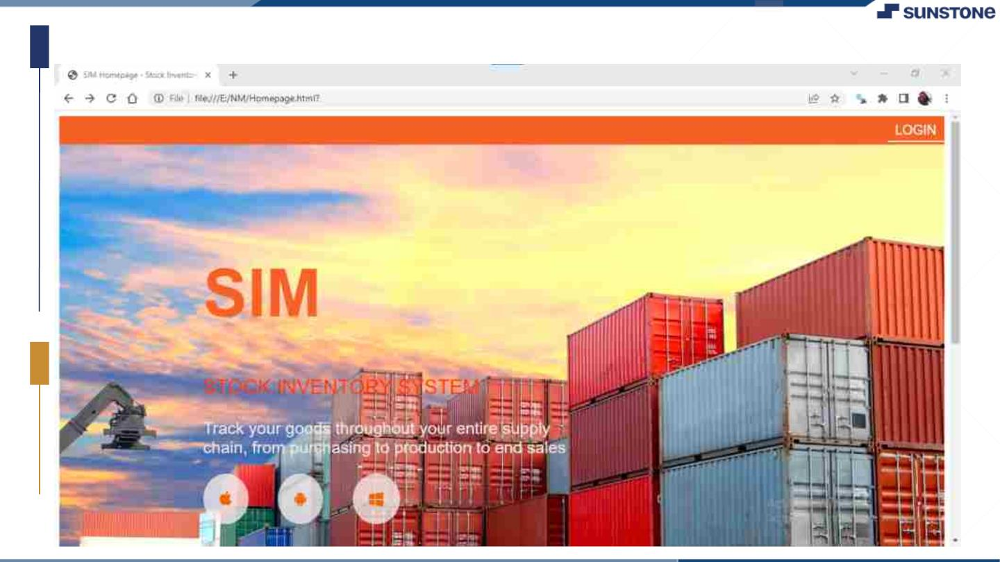 SUNSTONE
SIM Homepage - Stock Invento
File | file:///E:/NM/Homepage.html?
LOGIN
SIM
STOCK INVENTORY SYSTEM
Track your goods throughout your entire supply
chain, from purchasing to production to end sales